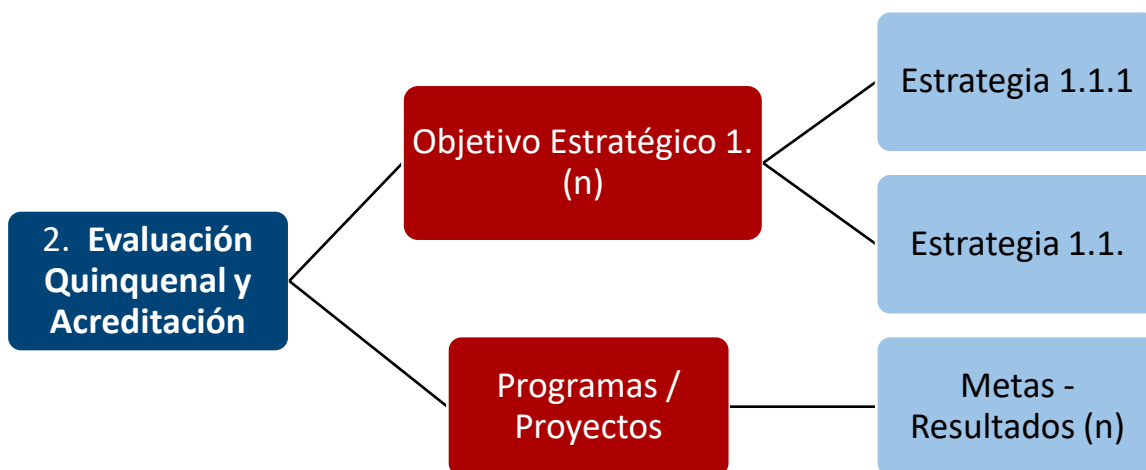 2. Evaluación
Quinquenal y
Acreditación
Objetivo Estratégico 1.
(n)
Estrategia 1.1.1
Estrategia 1.1.
Programas /
Proyectos
Metas -
Resultados (n)